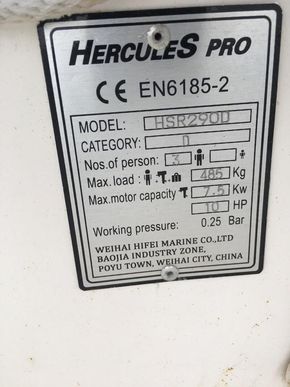 HERCULES PRO
CE EN6185-2
MODEL: HSR290D
CATEGORY: D
Nos.of person: 3
Max. load : 485 Kg
Max.motor capacity 7.5 Kw
10 HP
Working pressure: 0.25 Bar
WEIHAI HIFEI MARINE CO.,LTD
BAOJIA INDUSTRY ZONE,
POYU TOWN, WEIHAI CITY, CHINA